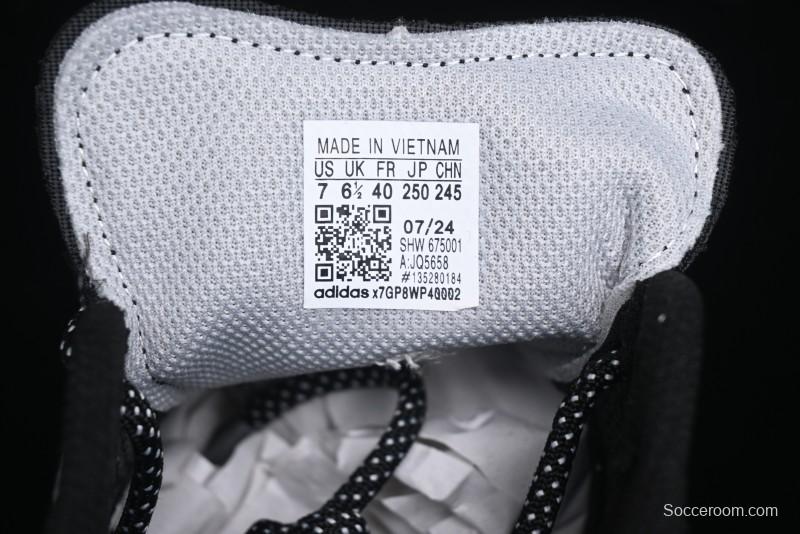 MADE IN VIETNAM
US UK FR JP CHN
7 6½ 40 250 245
07/24
SHW 675001
A:JQ5658
#135280184
adidas x7GP8WP40002
Socceroom.com